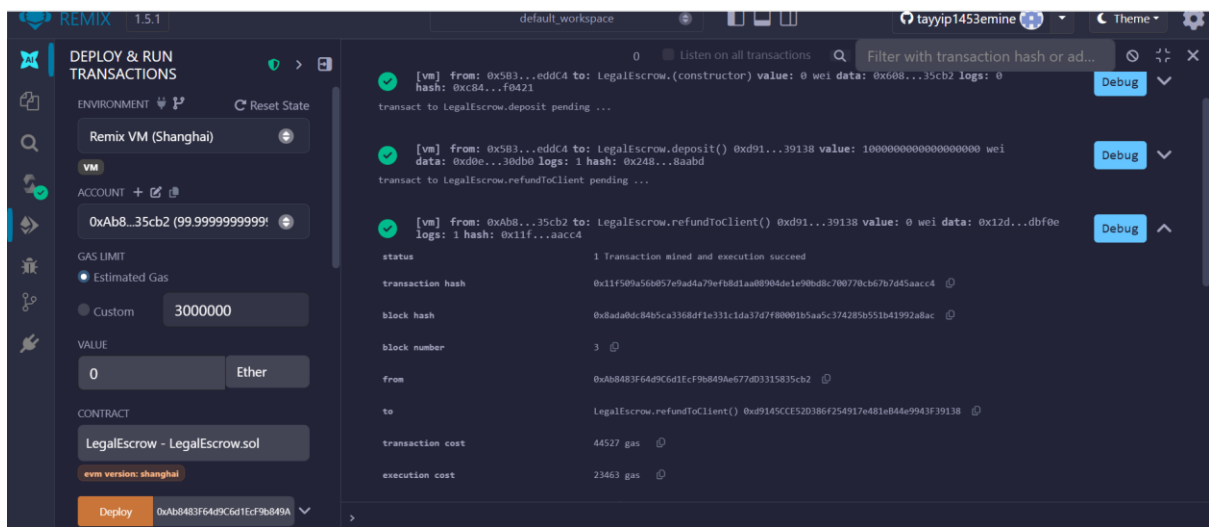 REMIX 1.5.1
default_workspace
tayyip1453emine
Theme
DEPLOY & RUN
TRANSACTIONS
ENVIRONMENT
Reset State
Remix VM (Shanghai)
VM
ACCOUNT
0xAb8...35cb2 (99.9999999999
GAS LIMIT
Estimated Gas
Custom 3000000
VALUE
0 Ether
CONTRACT
LegalEscrow - LegalEscrow.sol
evm version: shanghai
Deploy 0xAb8483F64d9C6d1EcF9b849A
0 Listen on all transactions Filter with transaction hash or ad...
[vm] from: 0x5B3...eddC4 to: LegalEscrow.(constructor) value: 0 wei data: 0x608...35cb2 logs: 0
hash: 0xc84...f0421
Debug
transact to LegalEscrow.deposit pending ...
[vm] from: 0x5B3...eddC4 to: LegalEscrow.deposit() 0xd91...39138 value: 1000000000000000000 wei
data: 0xd0e...30db0 logs: 1 hash: 0x248...8aabd
Debug
transact to LegalEscrow.refundToClient pending ...
[vm] from: 0xAb8...35cb2 to: LegalEscrow.refundToClient() 0xd91...39138 value: 0 wei data: 0x12d...dbf0e
logs: 1 hash: 0x11f...aacc4
Debug
status 1 Transaction mined and execution succeed
transaction hash 0x11f509a56b057e9ad4a79efb8d1aa08904de1e90bd8c700770cb67b7d45aacc4
block hash 0x8ada0dc84b5ca3368df1e331c1da37d7f80001b5aa5c374285b551b41992a8ac
block number 3
from 0xAb8483F64d9C6d1EcF9b849Ae677dD3315835cb2
to LegalEscrow.refundToClient() 0xd9145CCE52D386f254917e481eB44e9943F39138
transaction cost 44527 gas
execution cost 23463 gas
>